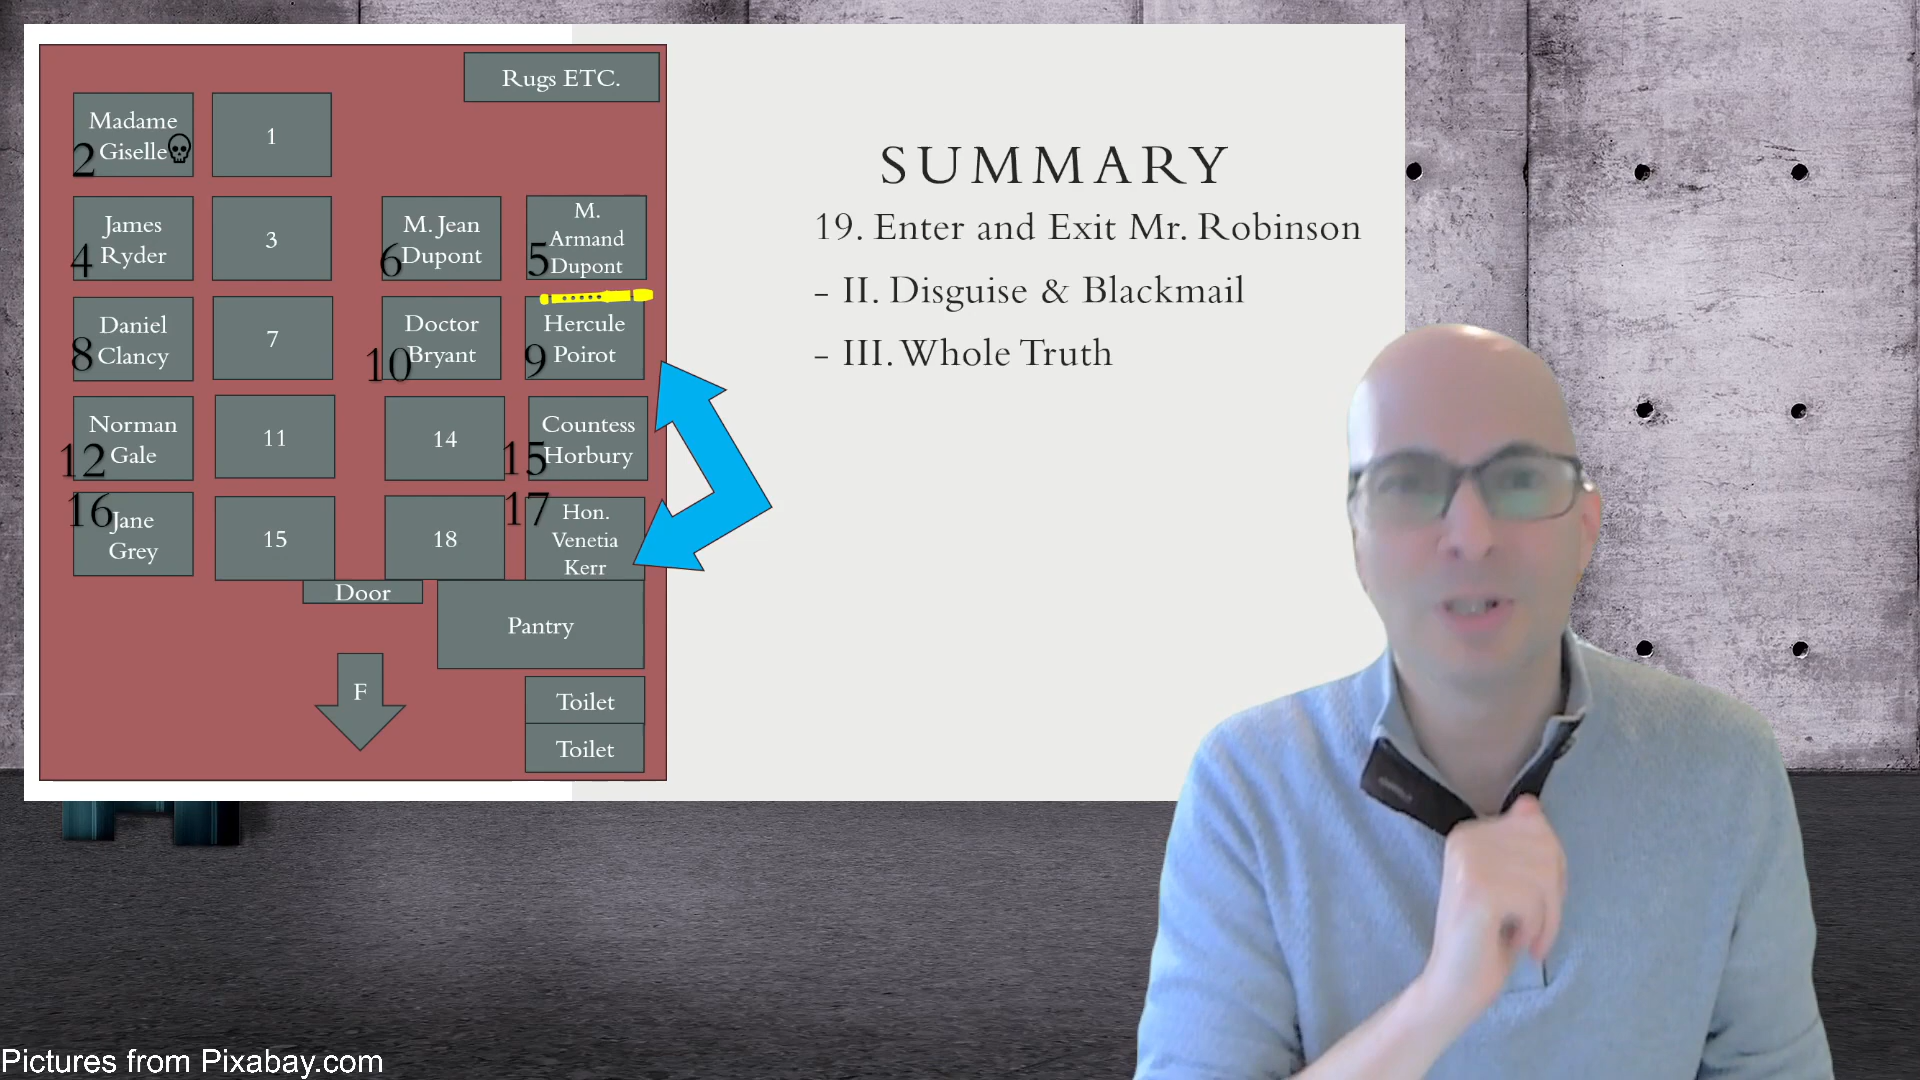 Rugs ETC.
Madame
Giselle
2
1
James
Ryder
4
3
M. Jean
Dupont
6
M.
Armand
Dupont
5
Daniel
Clancy
8
7
Doctor
Bryant
10
Hercule
Poirot
9
Norman
Gale
12
11
14
Countess
Horbury
15
16
Jane
Grey
15
18
17
Hon.
Venetia
Kerr
Door
Pantry
F
Toilet
Toilet
SUMMARY
19. Enter and Exit Mr. Robinson
- II. Disguise & Blackmail
- III. Whole Truth
Pictures from Pixabay.com